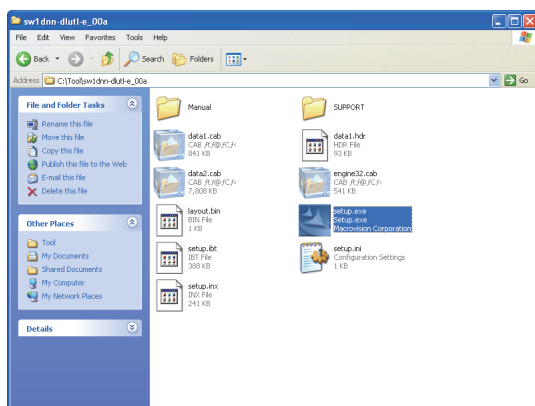 sw1dnn-dlutl-e_00a
File Edit View Favorites Tools Help
Back Search Folders
Address C:\Tool\sw1dnn-dlutl-e_00a Go
File and Folder Tasks
Rename this file
Move this file
Copy this file
Publish this file to the Web
E-mail this file
Delete this file
Other Places
Tool
My Documents
Shared Documents
My Computer
My Network Places
Details
Manual
SUPPORT
data1.cab
CAB
841 KB
data1.hdr
HDR File
93 KB
data2.cab
CAB
7,808 KB
engine32.cab
CAB
541 KB
layout.bin
BIN File
1 KB
setup.exe
Setup.exe
Macrovision Corporation
setup.ibt
IBT File
388 KB
setup.ini
Configuration Settings
1 KB
setup.inx
INX File
241 KB